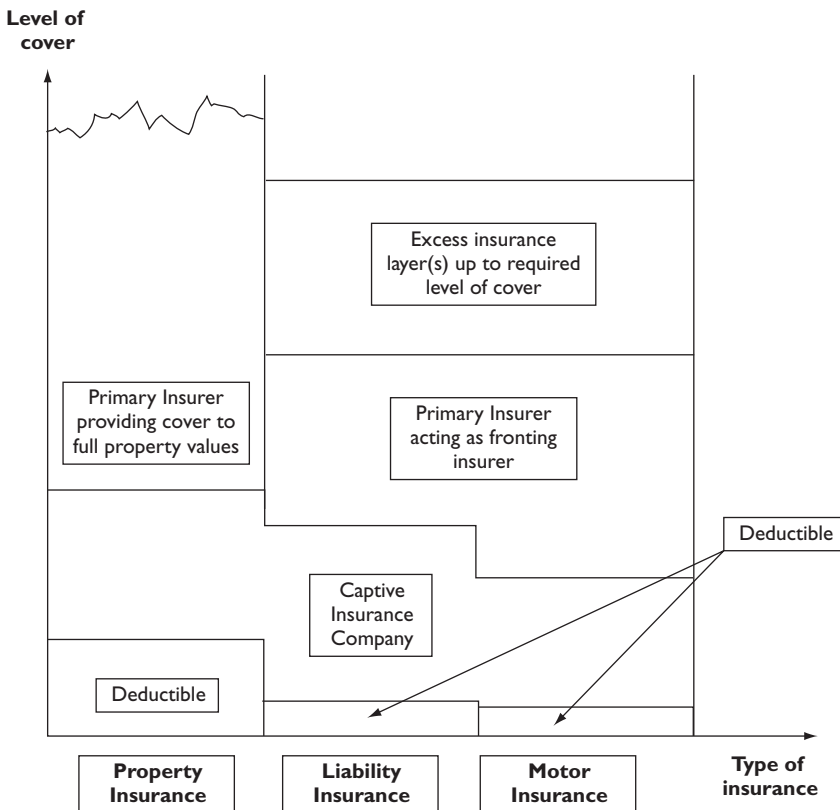 Level of
cover
Excess insurance
layer(s) up to required
level of cover
Primary Insurer
providing cover to
full property values
Primary Insurer
acting as fronting
insurer
Deductible
Captive
Insurance
Company
Deductible
Property
Insurance
Liability
Insurance
Motor
Insurance
Type of
insurance